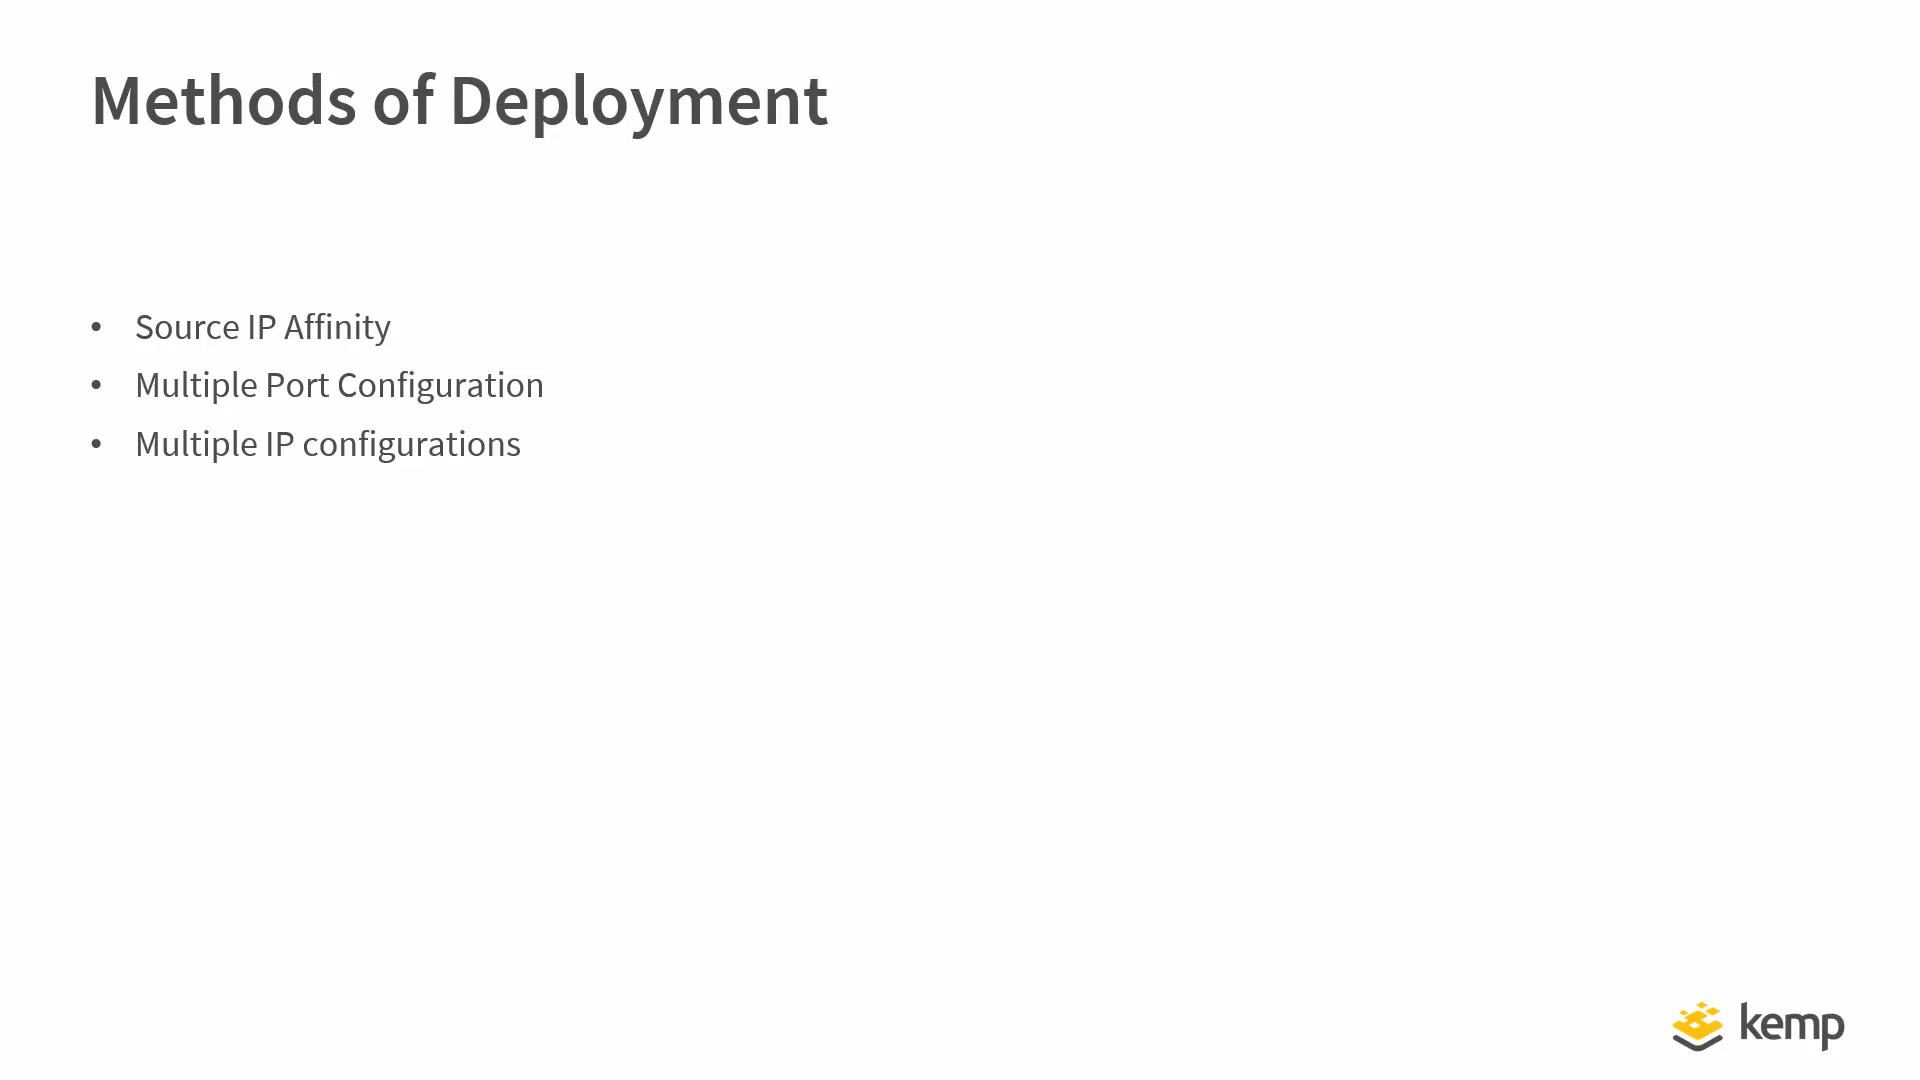 Methods of Deployment
• Source IP Affinity
• Multiple Port Configuration
• Multiple IP configurations
kemp